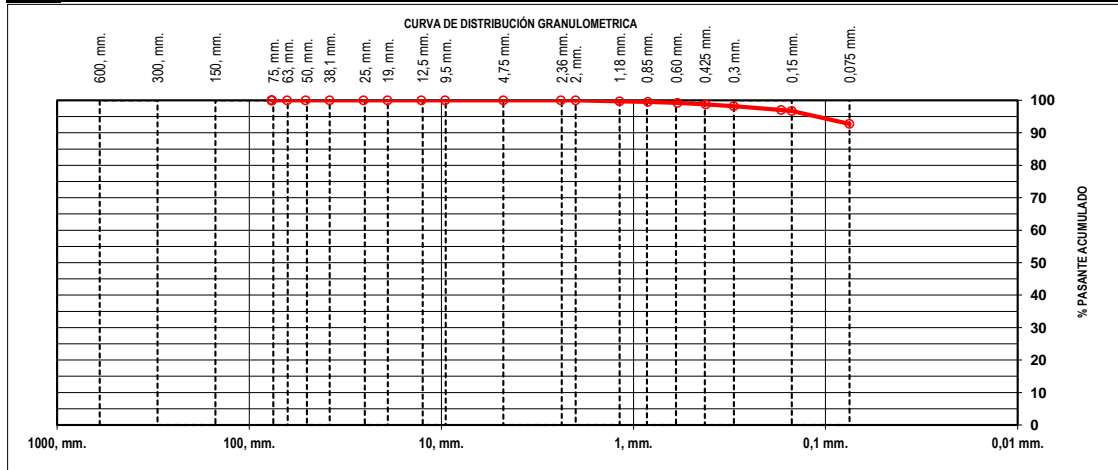 CURVA DE DISTRIBUCIÓN GRANULOMETRICA
600, mm.
300, mm.
150, mm.
75, mm.
63, mm.
50, mm.
38,1 mm.
25, mm.
19, mm.
12,5 mm.
9,5 mm.
4,75 mm.
2,36 mm.
2, mm.
1,18 mm.
0,85 mm.
0,60 mm.
0,425 mm.
0,3 mm.
0,15 mm.
0,075 mm.
100
90
80
70
60
50
40
30
20
10
0
% PASANTE ACUMULADO
1000, mm.
100, mm.
10, mm.
1, mm.
0,1 mm.
0,01 mm.